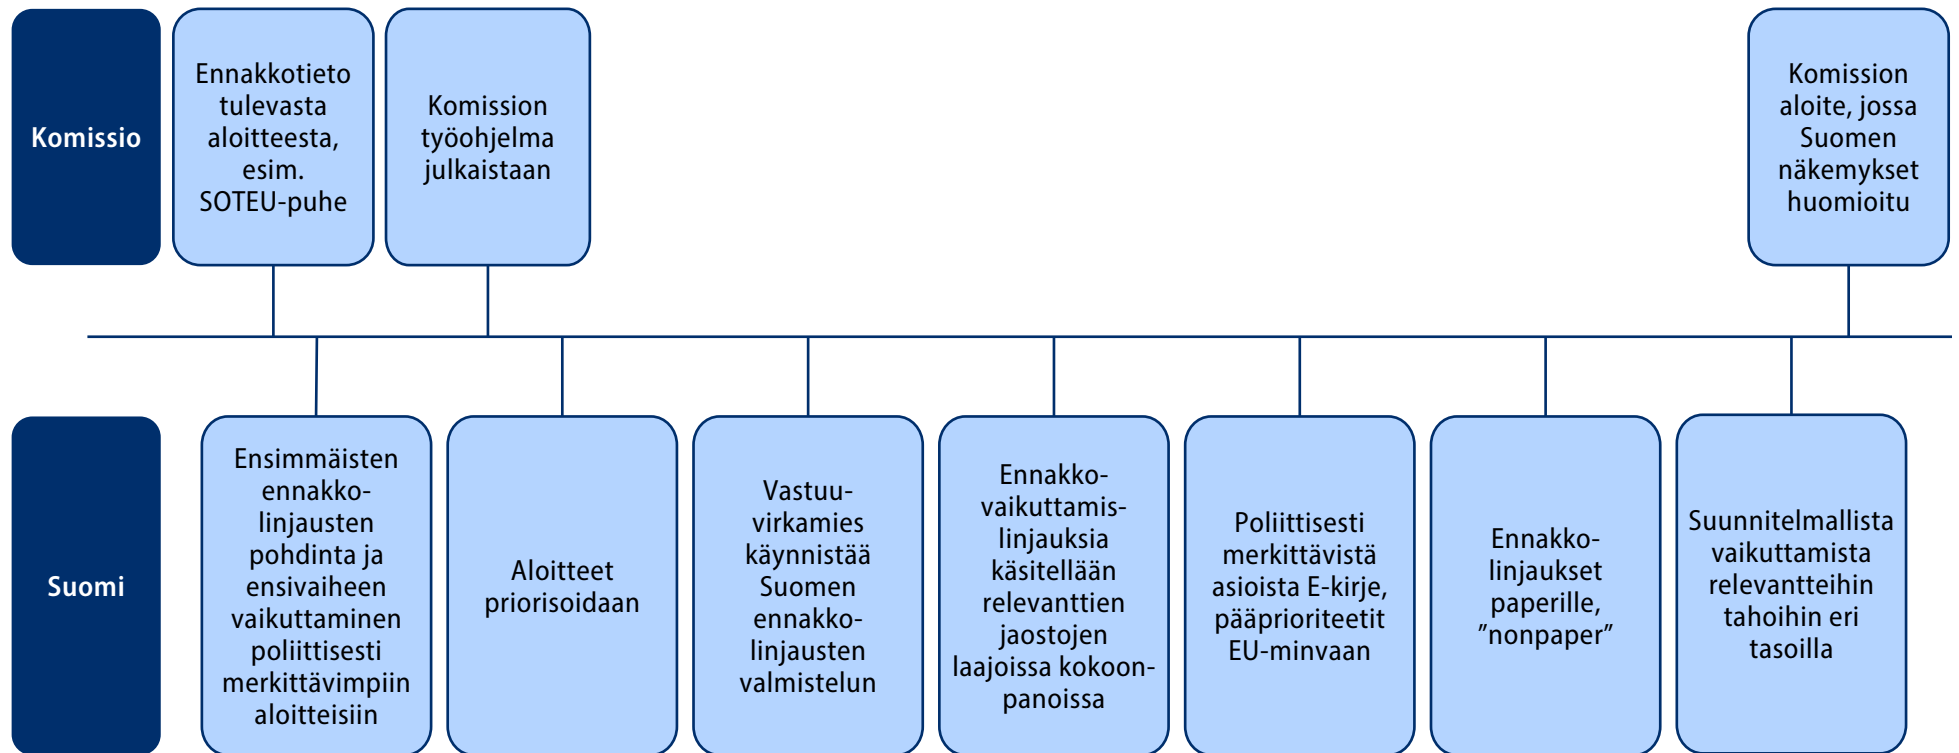 Komissio
Ennakkotieto
tulevasta
aloitteesta,
esim.
SOTEU-puhe
Komission
työohjelma
julkaistaan
Komission
aloite, jossa
Suomen
näkemykset
huomioitu
Suomi
Ensimmäisten
ennakko-
linjausten
pohdinta ja
ensivaiheen
vaikuttaminen
poliittisesti
merkittävimpiin
aloitteisiin
Aloitteet
priorisoidaan
Vastuu-
virkamies
käynnistää
Suomen
ennakko-
linjausten
valmistelun
Ennakko-
vaikuttamis-
linjauksia
käsitellään
relevanttien
jaostojen
laajoissa kokoon-
panoissa
Poliittisesti
merkittävistä
asioista E-kirje,
pääprioriteetit
EU-minvaan
Ennakko-
linjaukset
paperille,
”nonpaper”
Suunnitelmallista
vaikuttamista
relevantteihin
tahoihin eri
tasoilla